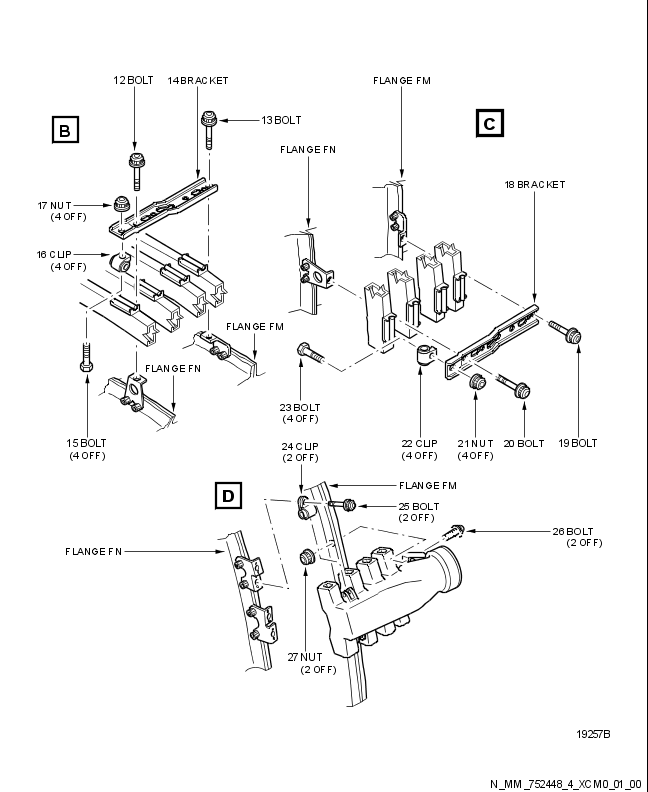 12 BOLT
14 BRACKET
FLANGE FM
B
13 BOLT
C
FLANGE FN
18 BRACKET
17 NUT
(4 OFF)
16 CLIP
(4 OFF)
FLANGE FM
FLANGE FN
15 BOLT
(4 OFF)
23 BOLT
(4 OFF)
22 CLIP
(4 OFF)
21 NUT
(4 OFF)
20 BOLT
19 BOLT
24 CLIP
(2 OFF)
D
FLANGE FM
25 BOLT
(2 OFF)
26 BOLT
(2 OFF)
FLANGE FN
27 NUT
(2 OFF)
19257B
N_MM_752448_4_XCM0_01_00